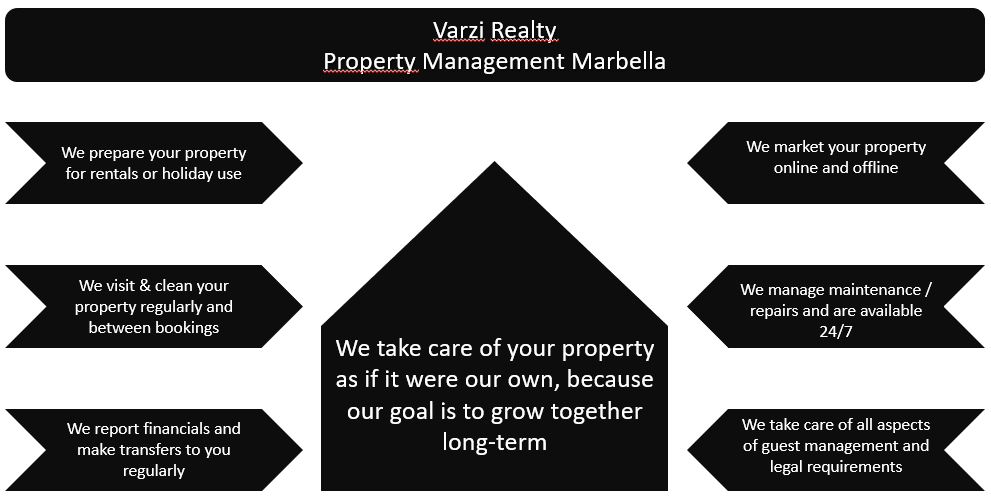 Varzi Realty
Property Management Marbella
We prepare your property
for rentals or holiday use
We market your property
online and offline
We visit & clean your
property regularly and
between bookings
We manage maintenance /
repairs and are available
24/7
We take care of your property
as if it were our own, because
our goal is to grow together
long-term
We report financials and
make transfers to you
regularly
We take care of all aspects
of guest management and
legal requirements